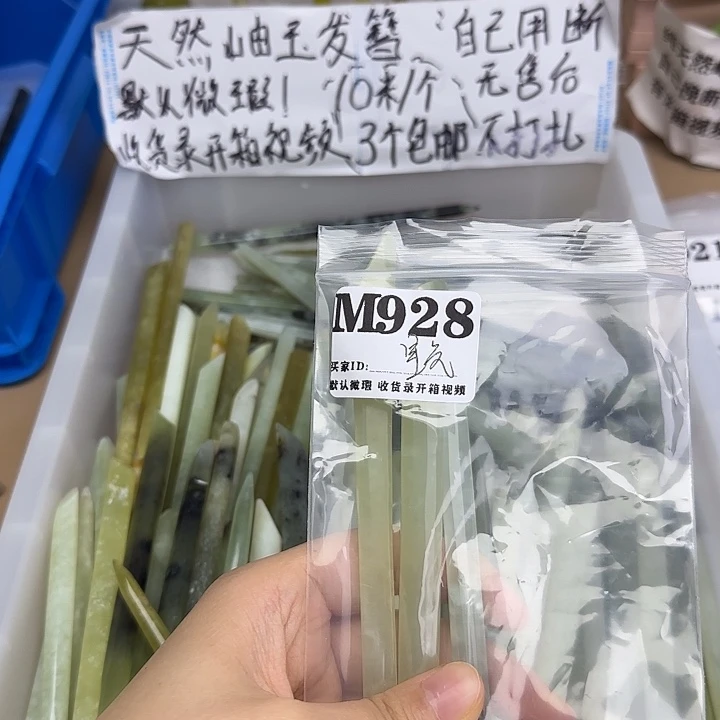 天然岫玉发簪：自己用断
默认微瑕！10米/个 无售后
收货录开箱视频 3个包邮 不打扎
M928
买家ID:
默认微瑕 收货录开箱视频